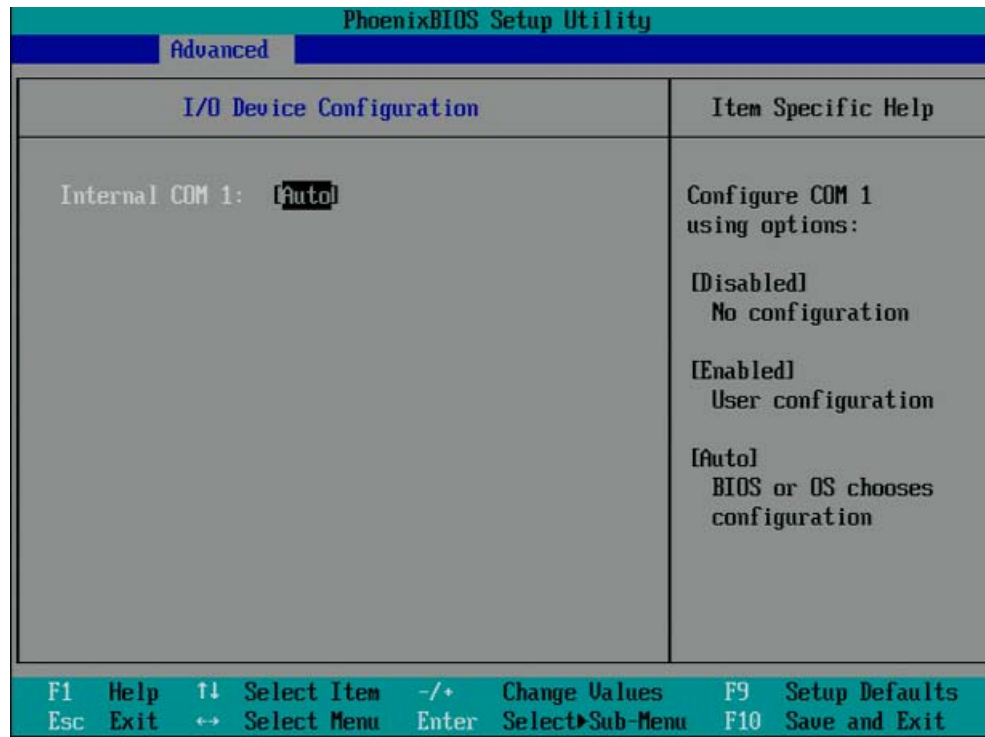 PhoenixBIOS Setup Utility
Advanced
I/O Device Configuration
Item Specific Help
Internal COM 1: [Auto]
Configure COM 1
using options:
[Disabled]
No configuration
[Enabled]
User configuration
[Auto]
BIOS or OS chooses
configuration
F1 Help ↑↓ Select Item -/+ Change Values F9 Setup Defaults
Esc Exit ↔ Select Menu Enter Select▶Sub-Menu F10 Save and Exit